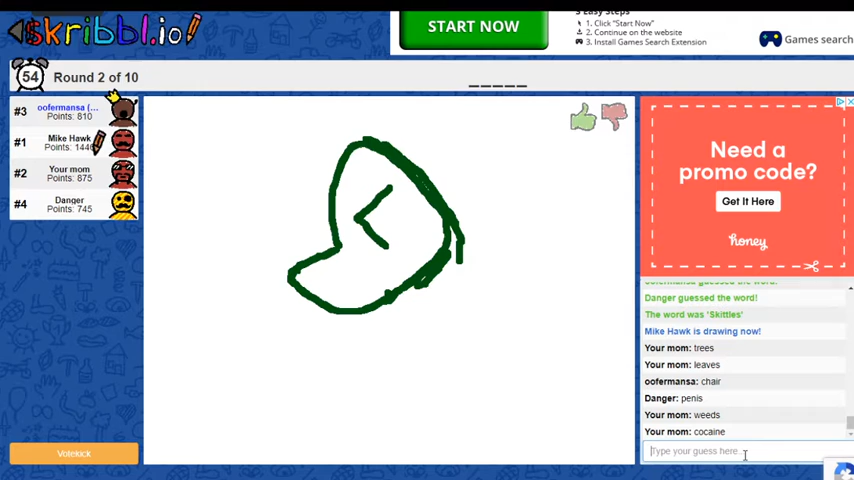 skribbl.io
START NOW
3 Easy Steps
1. Click "Start Now"
2. Continue on the website
3. Install Games Search Extension
Games search
54
Round 2 of 10
_ _ _ _ _
#3
oofermansa (...
Points: 810
#1
Mike Hawk
Points: 1446
#2
Your mom
Points: 875
#4
Danger
Points: 745
Need a
promo code?
Get It Here
honey
oofermansa guessed the word!
Danger guessed the word!
The word was 'Skittles'
Mike Hawk is drawing now!
Your mom: trees
Your mom: leaves
oofermansa: chair
Danger: penis
Your mom: weeds
Your mom: cocaine
Type your guess here...
Votekick